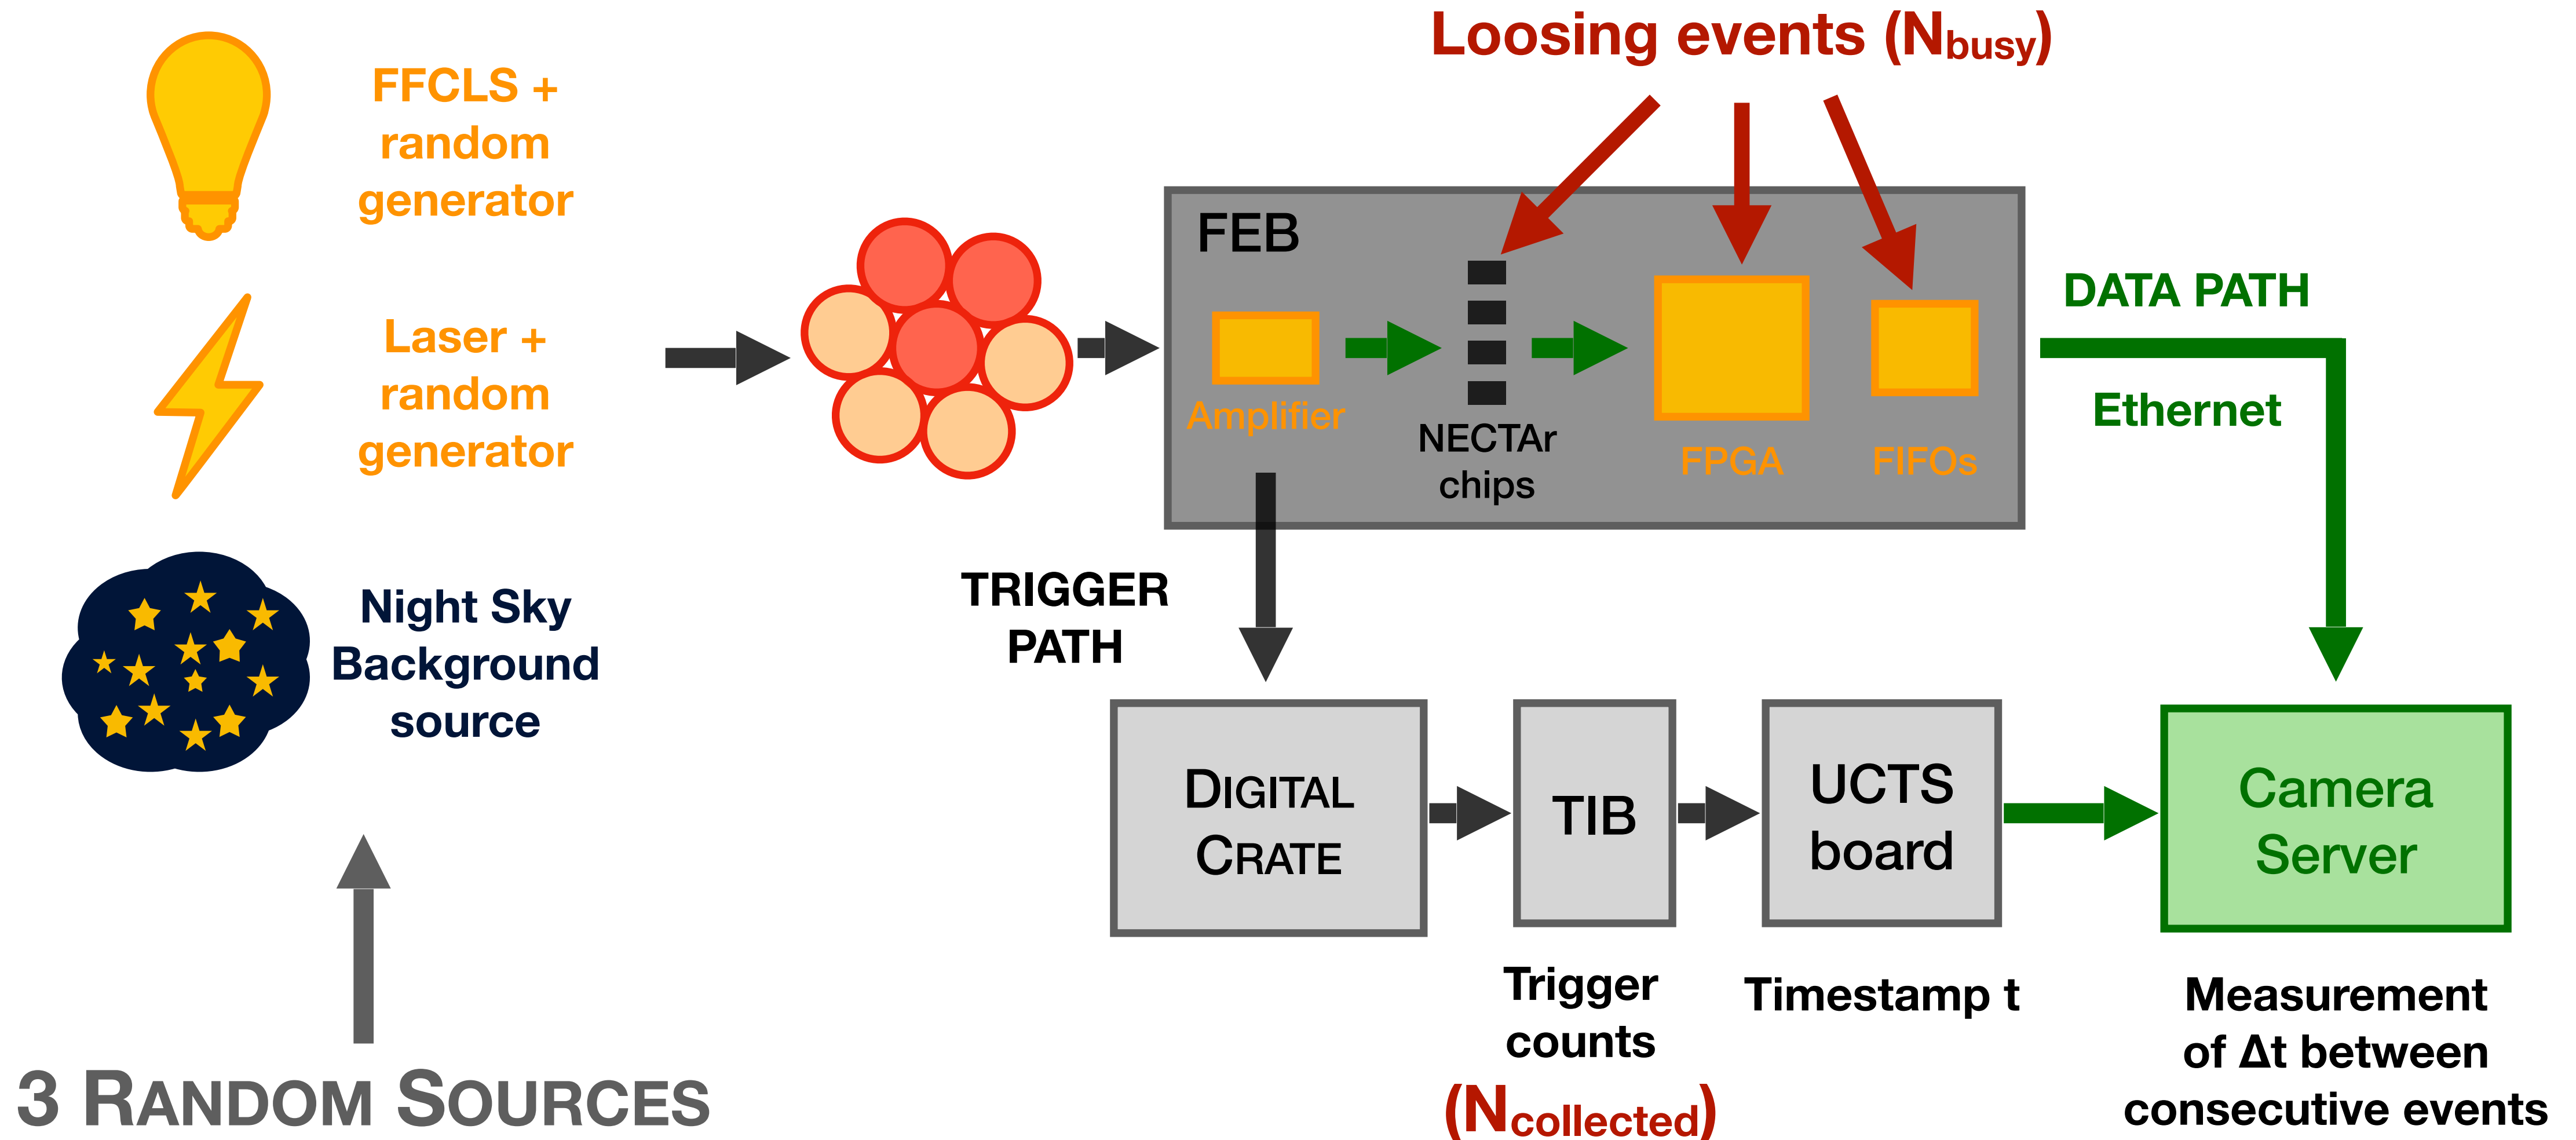 Loosing events (Nbusy)
FFCLS +
random
generator
Laser +
random
generator
Night Sky
Background
source
3 RANDOM SOURCES
FEB
Amplifier
NECTAr
chips
FPGA
FIFOs
DATA PATH
Ethernet
TRIGGER
PATH
DIGITAL
CRATE
TIB
UCTS
board
Camera
Server
Trigger
counts
(Ncollected)
Timestamp t
Measurement
of Δt between
consecutive events